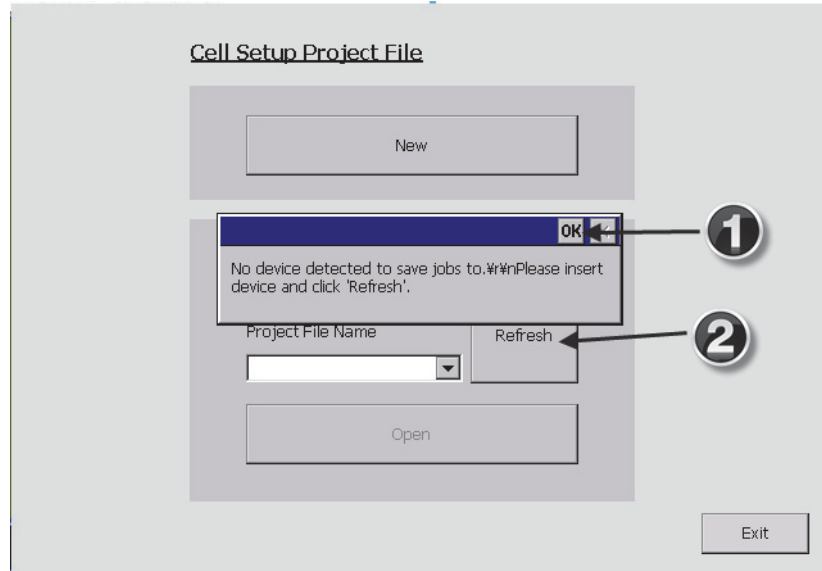 Cell Setup Project File
New
OK
1
No device detected to save jobs to.¥r¥nPlease insert
device and click 'Refresh'.
Project File Name
Refresh
2
Open
Exit